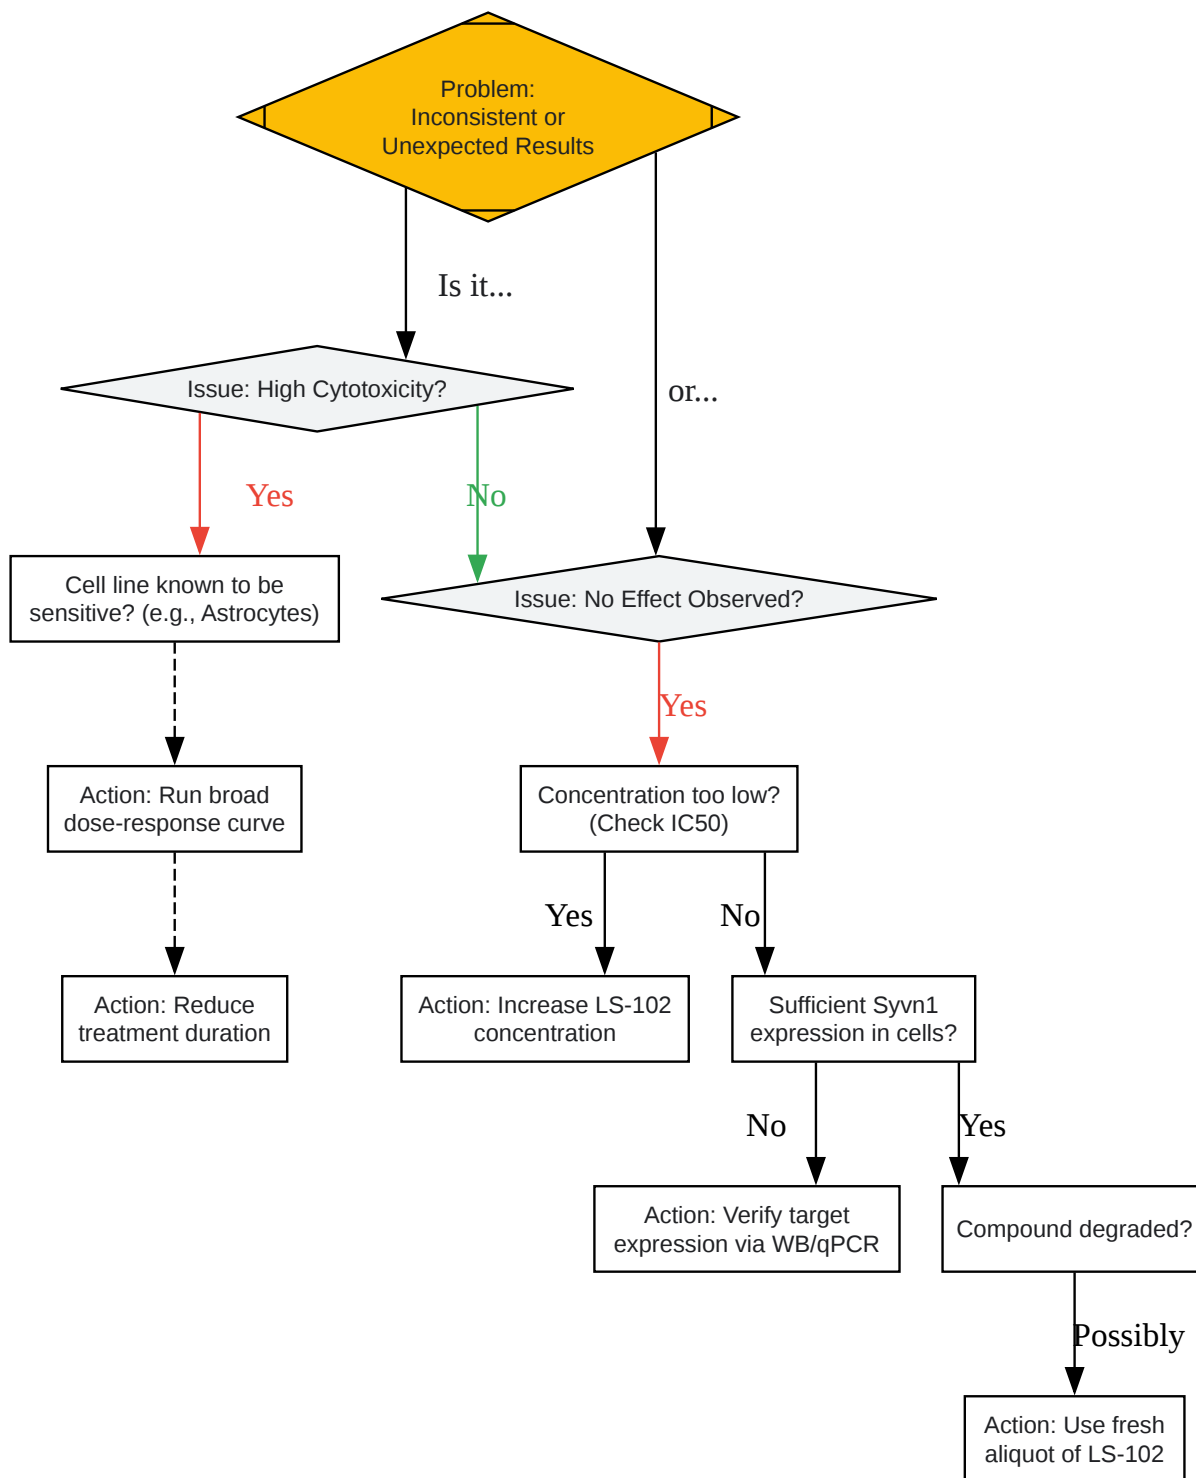 Problem:
Inconsistent or
Unexpected Results
Is it...
or...
Issue: High Cytotoxicity?
Yes
No
Cell line known to be
sensitive? (e.g., Astrocytes)
Issue: No Effect Observed?
Yes
Action: Run broad
dose-response curve
Concentration too low?
(Check IC50)
Yes
No
Action: Reduce
treatment duration
Action: Increase LS-102
concentration
Sufficient Syvn1
expression in cells?
No
Yes
Action: Verify target
expression via WB/qPCR
Compound degraded?
Possibly
Action: Use fresh
aliquot of LS-102